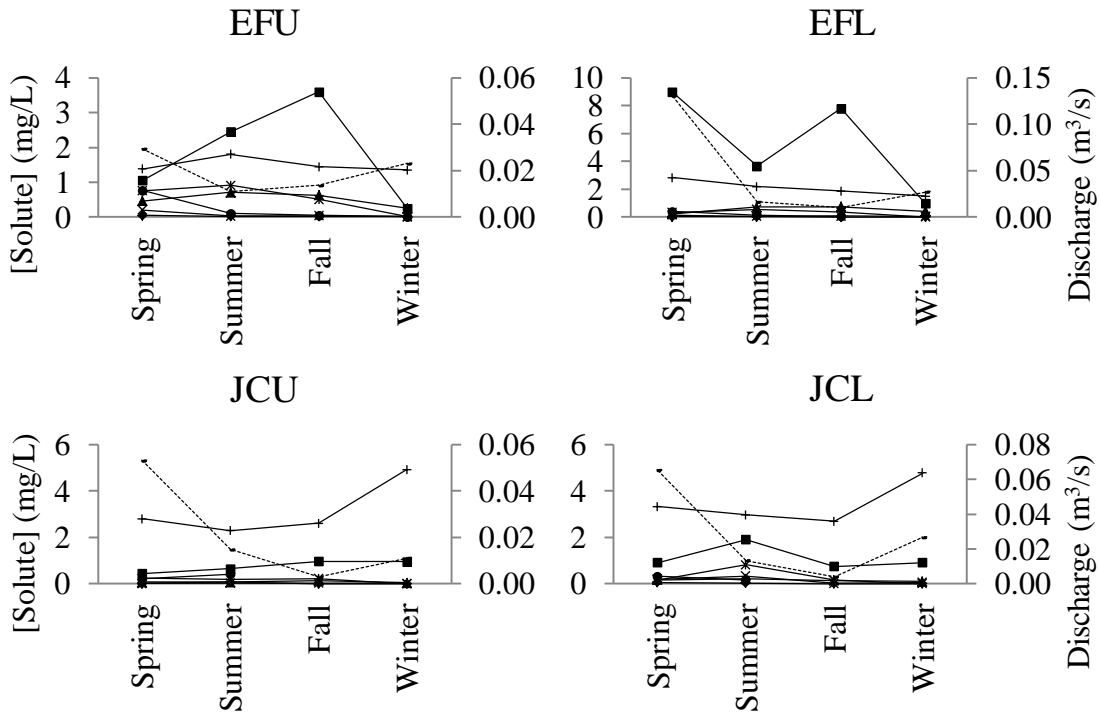 EFU
EFL
[Solute] (mg/L)
4
3
2
1
0
0.06
0.04
0.02
0.00
Spring
Summer
Fall
Winter
10
8
6
4
2
0
0.15
0.10
0.05
0.00
Discharge (m³/s)
Spring
Summer
Fall
Winter
JCU
JCL
[Solute] (mg/L)
6
4
2
0
0.06
0.04
0.02
0.00
Spring
Summer
Fall
Winter
6
4
2
0
0.08
0.06
0.04
0.02
0.00
Discharge (m³/s)
Spring
Summer
Fall
Winter